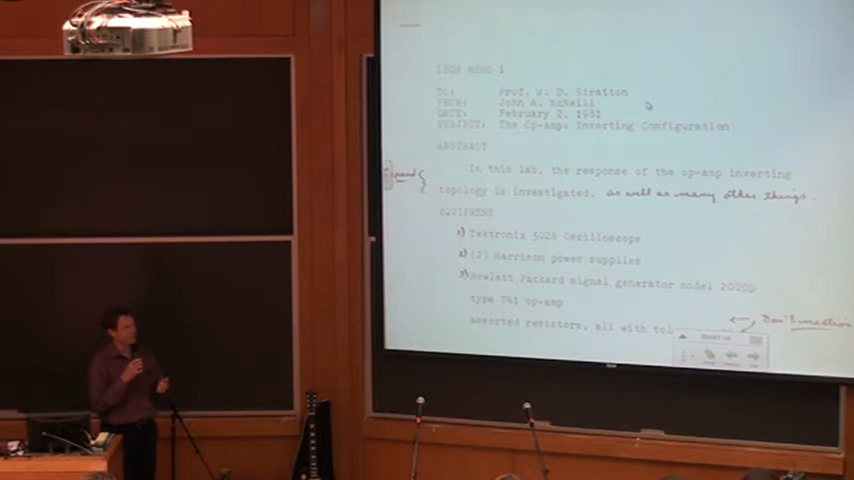 LECH MEMO 1
TO: Prof. W. D. Stratton
FROM: John A. McNeill
DATE: February 2, 1981
SUBJECT: The Op-amp: Inverting Configuration
ABSTRACT
In this lab, the response of the op-amp inverting
topology is investigated. as well as many other things.
EQUIPMENT
1) Tektronix 502A Oscilloscope
2) (2) Harrison power supplies
3) Hewlett Packard signal generator model 200CD
type 741 op-amp
assorted resistors, all with
Don't mention